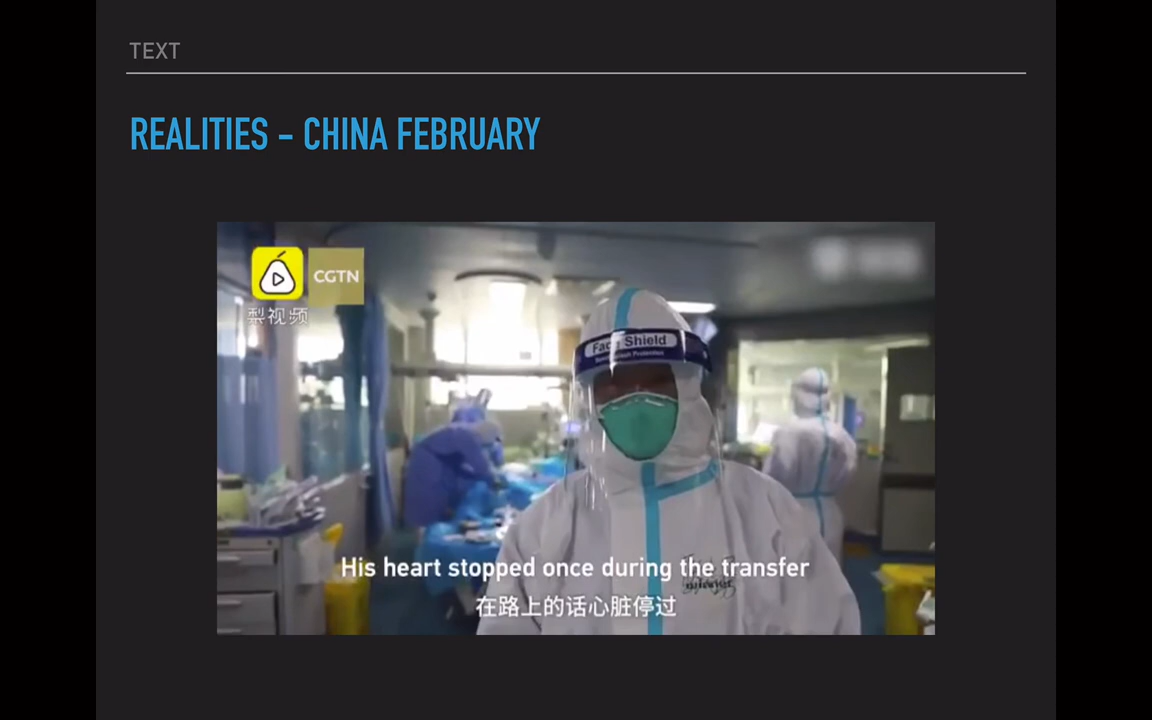 TEXT
REALITIES - CHINA FEBRUARY
CGTN
梨视频
Face Shield
His heart stopped once during the transfer
在路上的话心脏停过